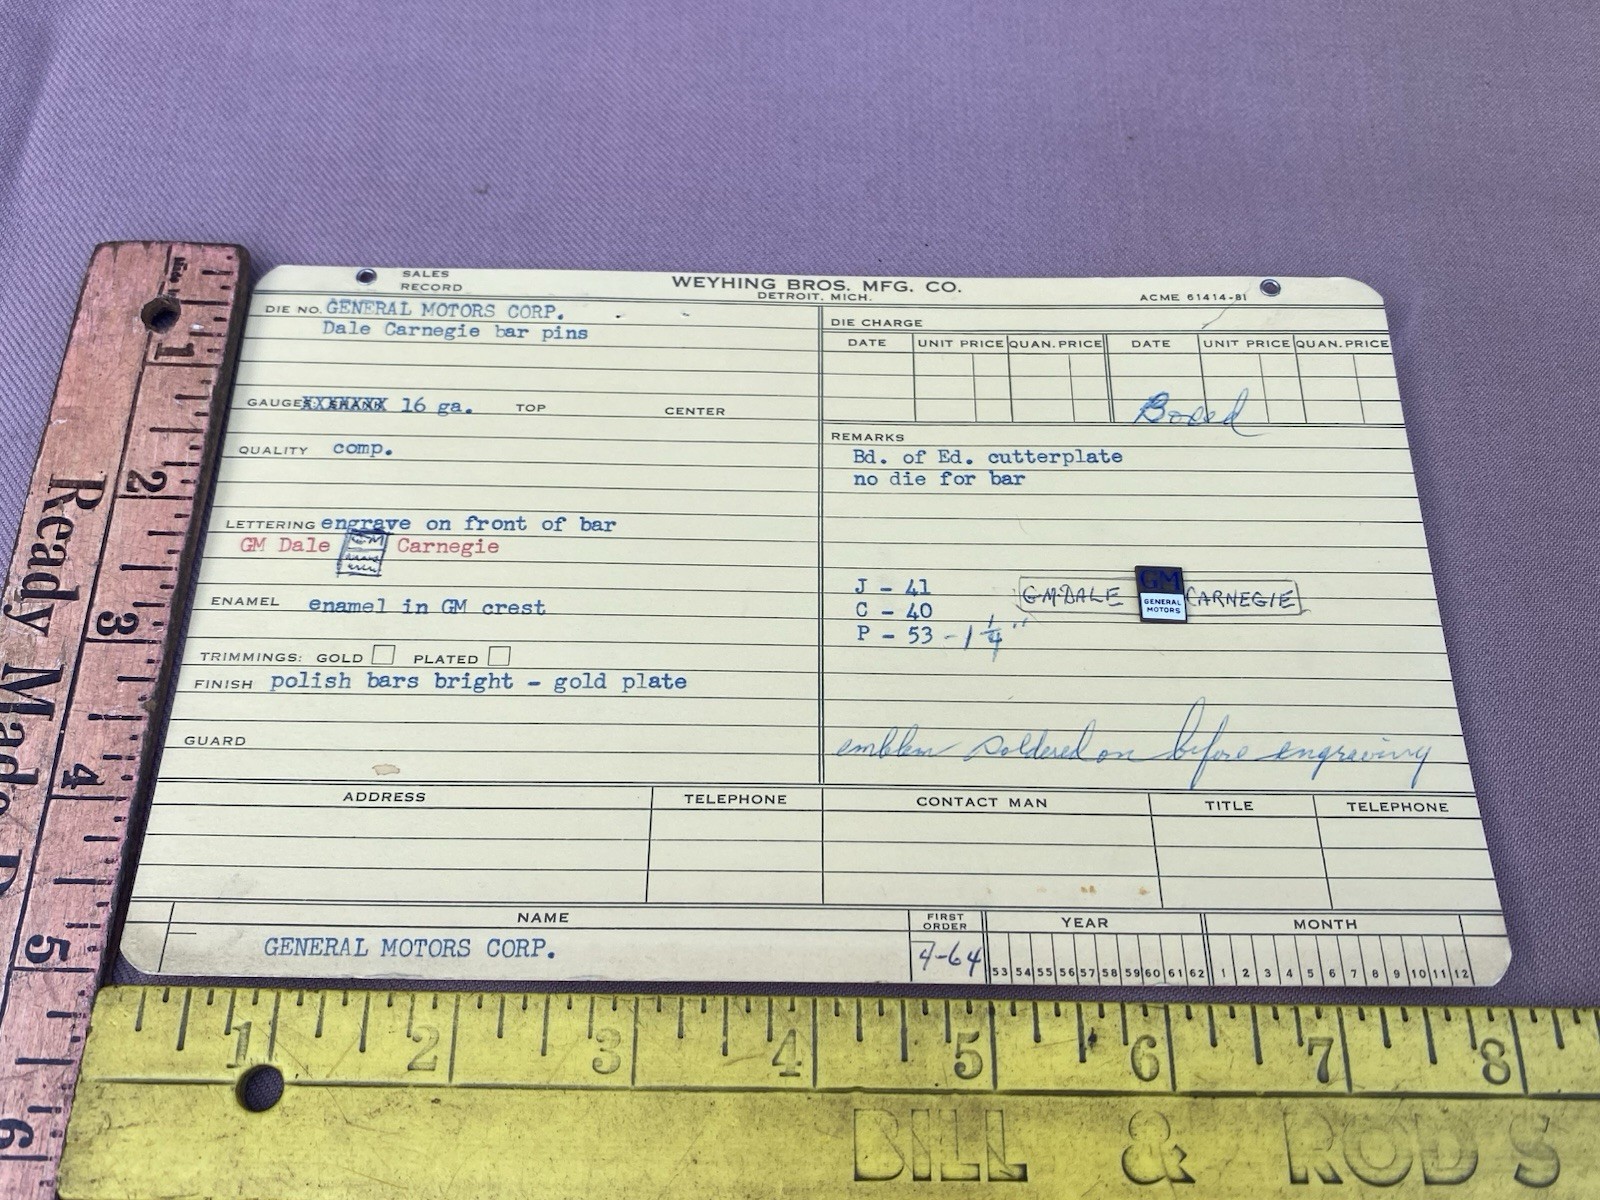 SALES
RECORD
WEYHING BROS. MFG. CO.
DETROIT, MICH.
ACME 61414-81
DIE NO. GENERAL MOTORS CORP.
Dale Carnegie bar pins
GAUGE 16 ga. TOP CENTER
QUALITY comp.
LETTERING engrave on front of bar
GM Dale GM Carnegie
ENAMEL enamel in GM crest
TRIMMINGS: GOLD PLATED
FINISH polish bars bright - gold plate
GUARD
DIE CHARGE
DATE UNIT PRICE QUAN. PRICE DATE UNIT PRICE QUAN. PRICE
Boxed
REMARKS
Bd. of Ed. cutterplate
no die for bar
J - 41
C - 40
P - 53 - 1 1/4"
GM DALE GM CARNEGIE
GENERAL
MOTORS
emblem soldered on before engraving
ADDRESS TELEPHONE CONTACT MAN TITLE TELEPHONE
NAME FIRST ORDER YEAR MONTH
GENERAL MOTORS CORP. 4-64 53 54 55 56 57 58 59 60 61 62 1 2 3 4 5 6 7 8 9 10 11 12
1 2 3 4 5 6
Ready Made
1 2 3 4 5 6 7 8
BILL & ROD'S